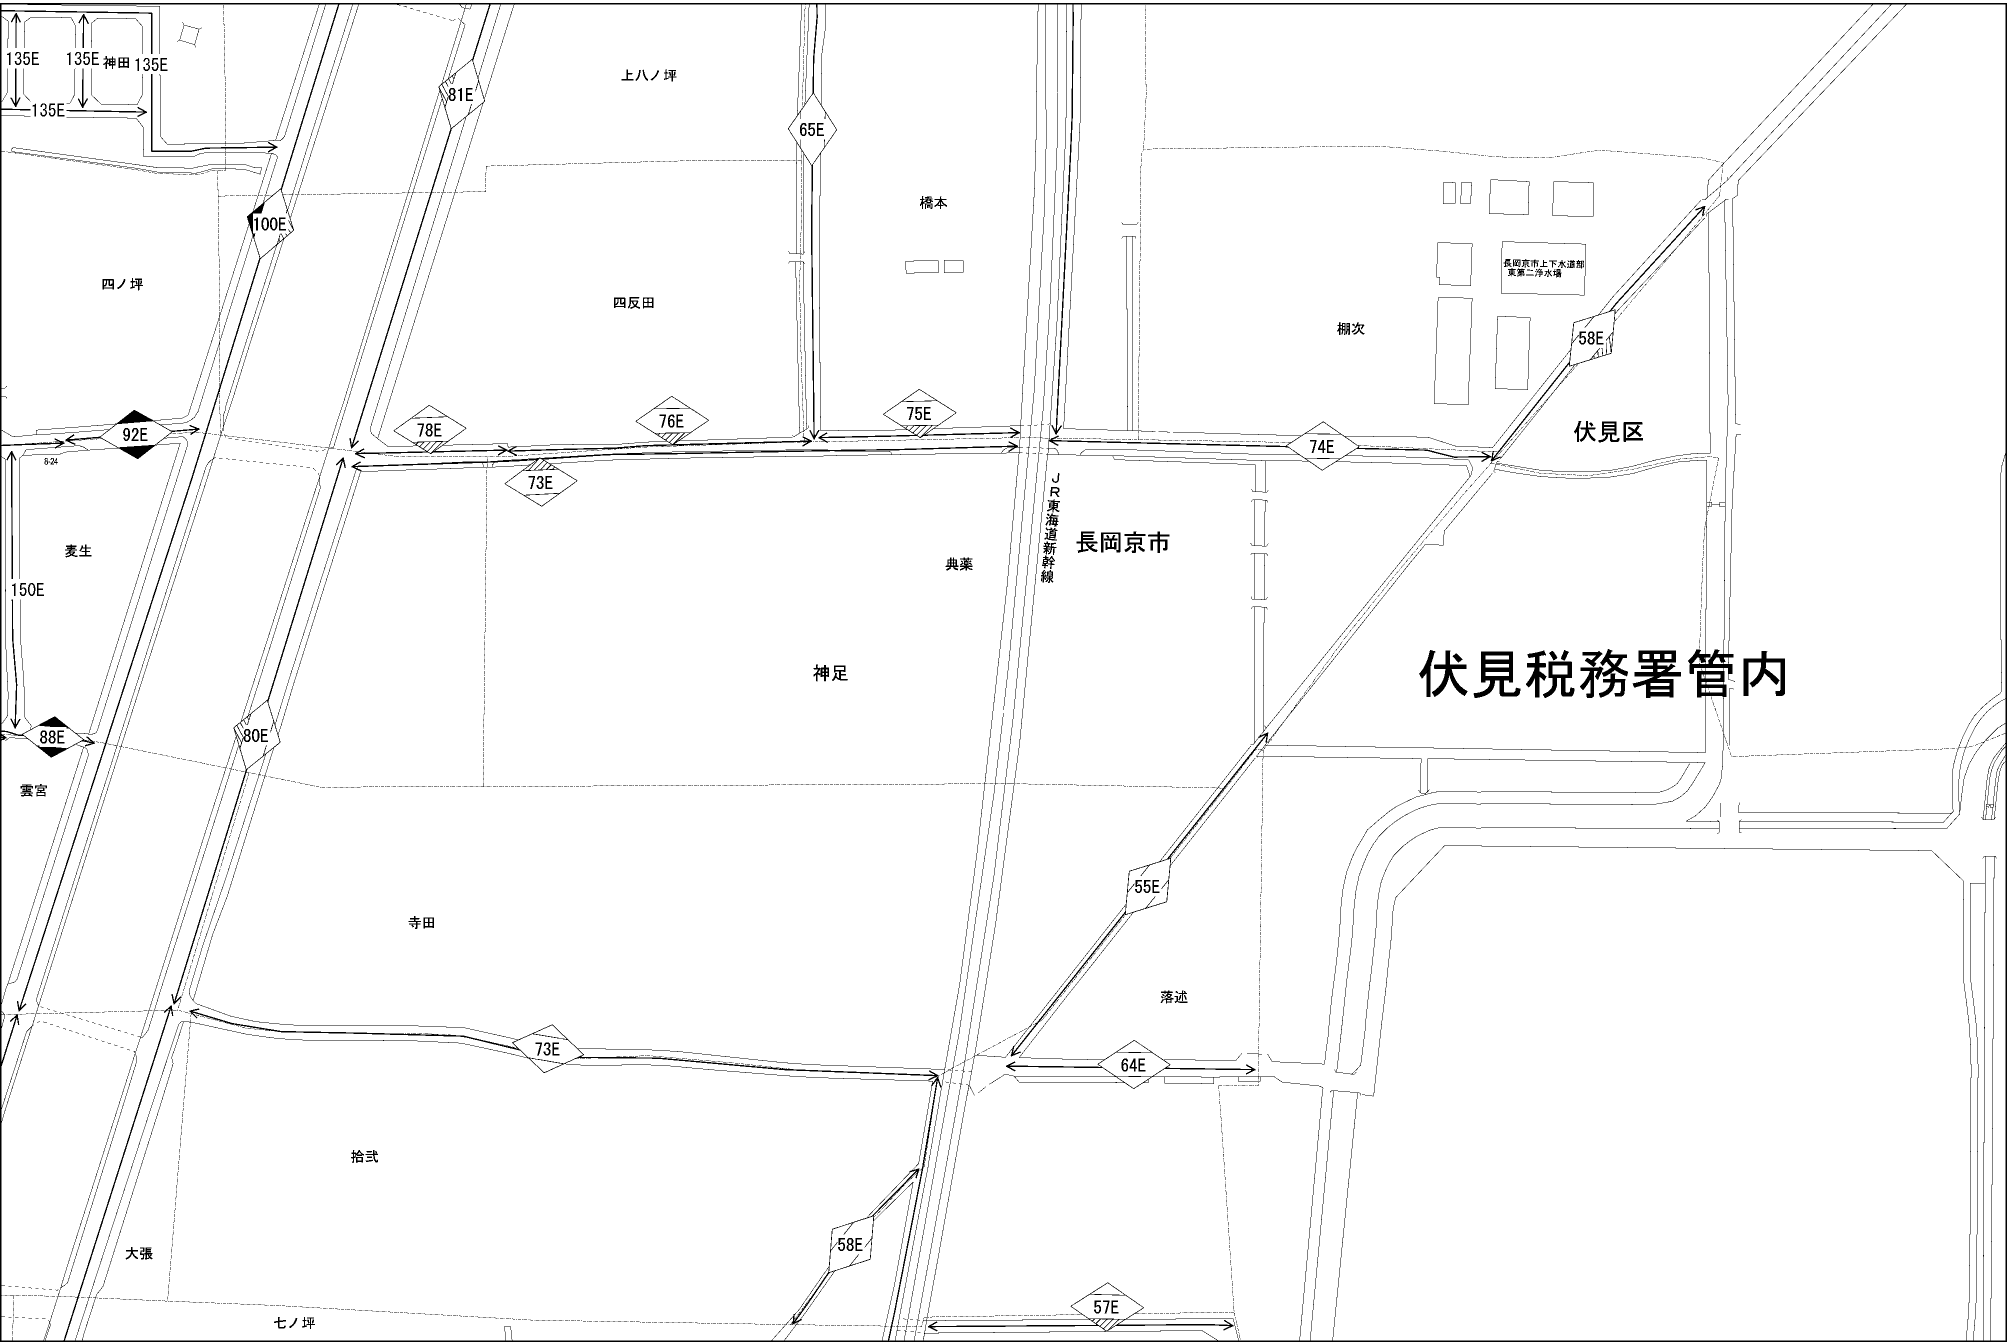 135E
135E
神田
135E
135E
81E
上八ノ坪
65E
100E
橋本
四ノ坪
四反田
長岡京市上下水道部
東第二浄水場
棚次
58E
92E
8-24
78E
76E
75E
74E
伏見区
73E
JR東海道新幹線
長岡京市
麦生
典薬
150E
神足
伏見税務署管内
88E
80E
雲宮
55E
寺田
落述
73E
64E
拾弐
大張
58E
七ノ坪
57E